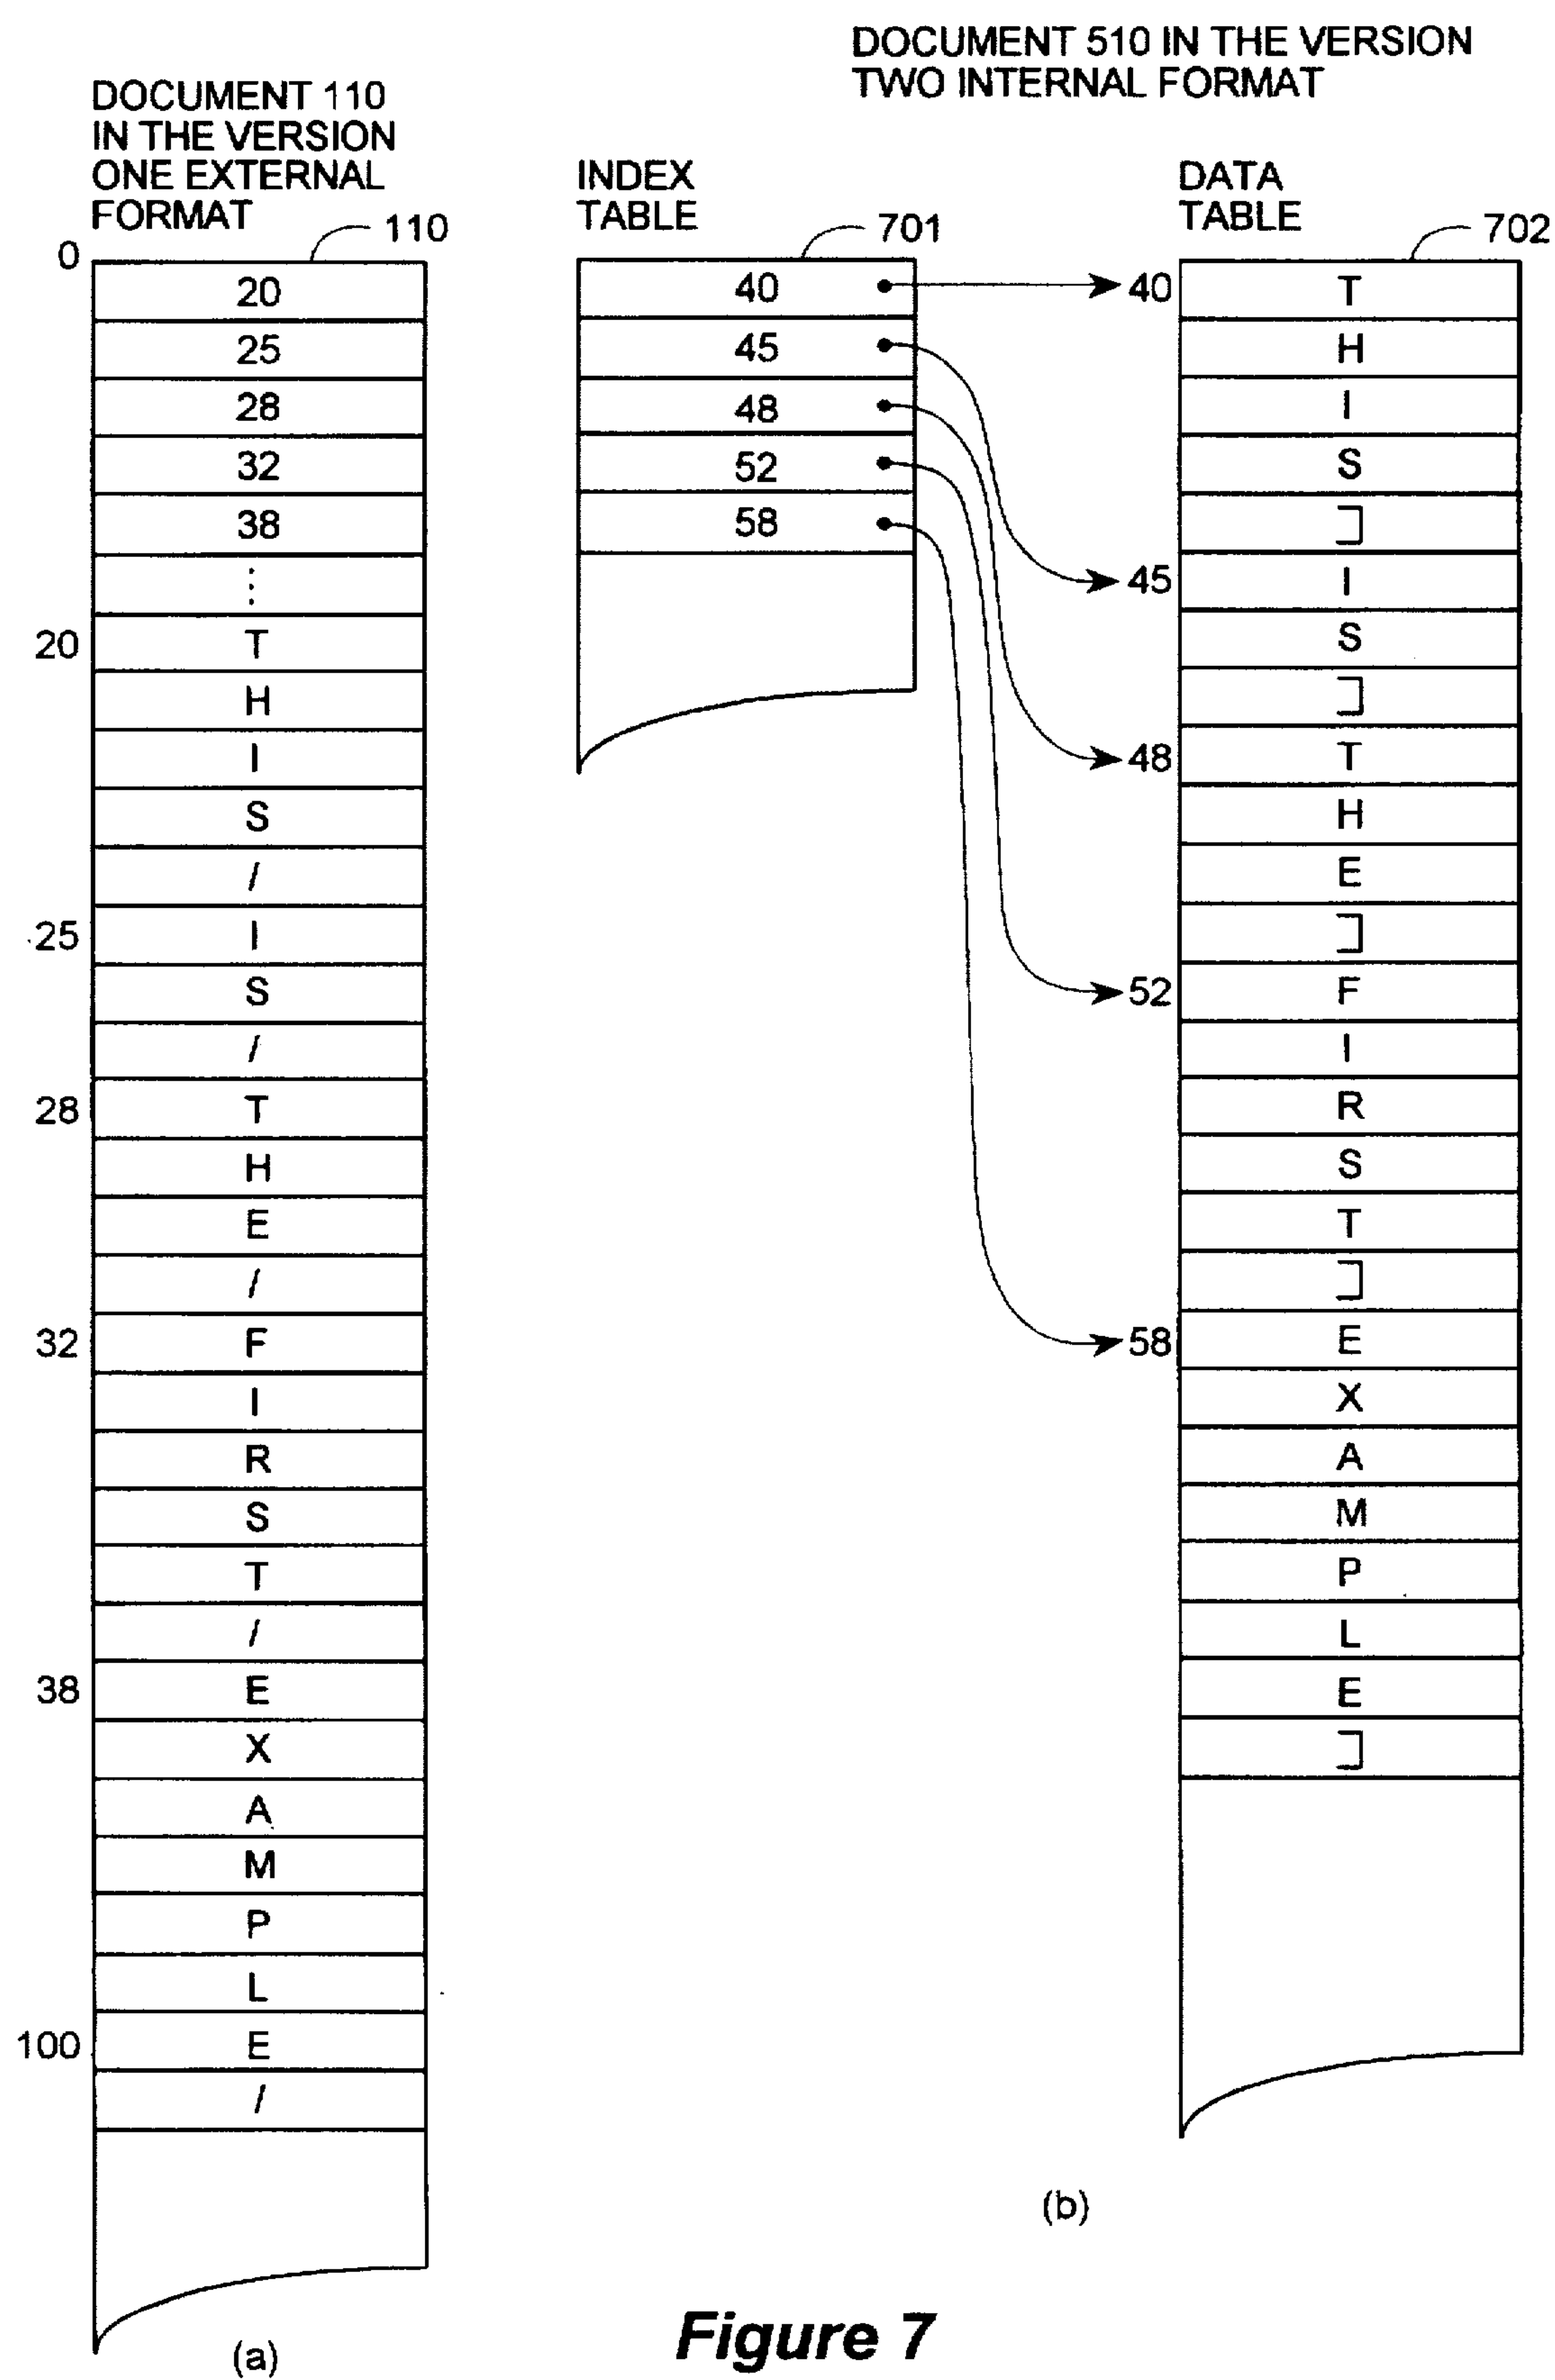 DOCUMENT 510 IN THE VERSION
TWO INTERNAL FORMAT
DOCUMENT 110
IN THE VERSION
ONE EXTERNAL
FORMAT
110
0
20
25
28
32
38
⋮
20 T
H
I
S
/
25 I
S
/
28 T
H
E
/
32 F
I
R
S
T
/
38 E
X
A
M
P
L
100 E
/
(a)
INDEX
TABLE
701
40
45
48
52
58
DATA
TABLE
702
40 T
H
I
S
⊐
45 I
S
⊐
48 T
H
E
⊐
52 F
I
R
S
T
⊐
58 E
X
A
M
P
L
E
⊐
(b)
Figure 7